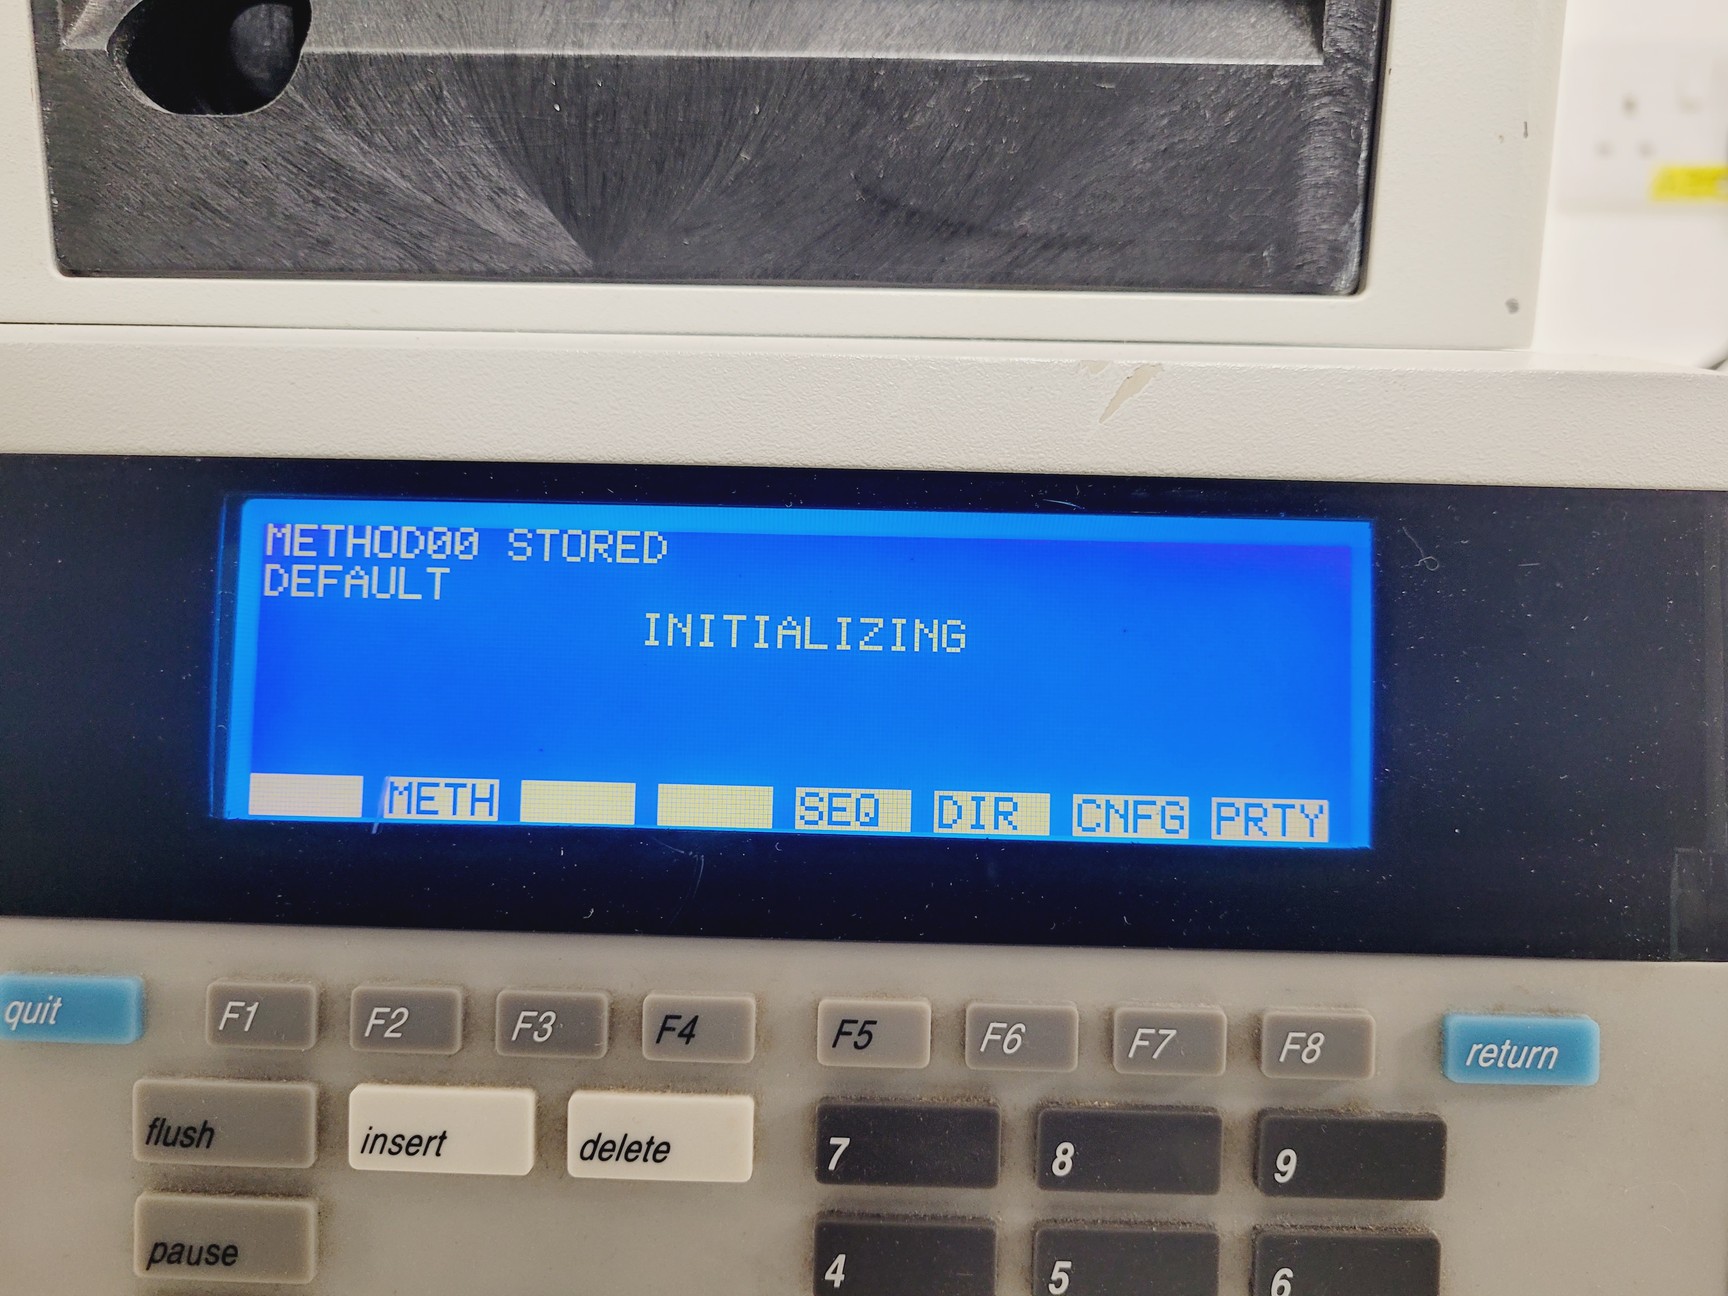 METHOD00 STORED
DEFAULT
INITIALIZING
METH SEQ DIR CNFG PRTY
quit F1 F2 F3 F4 F5 F6 F7 F8 return
flush insert delete 7 8 9
pause 4 5 6